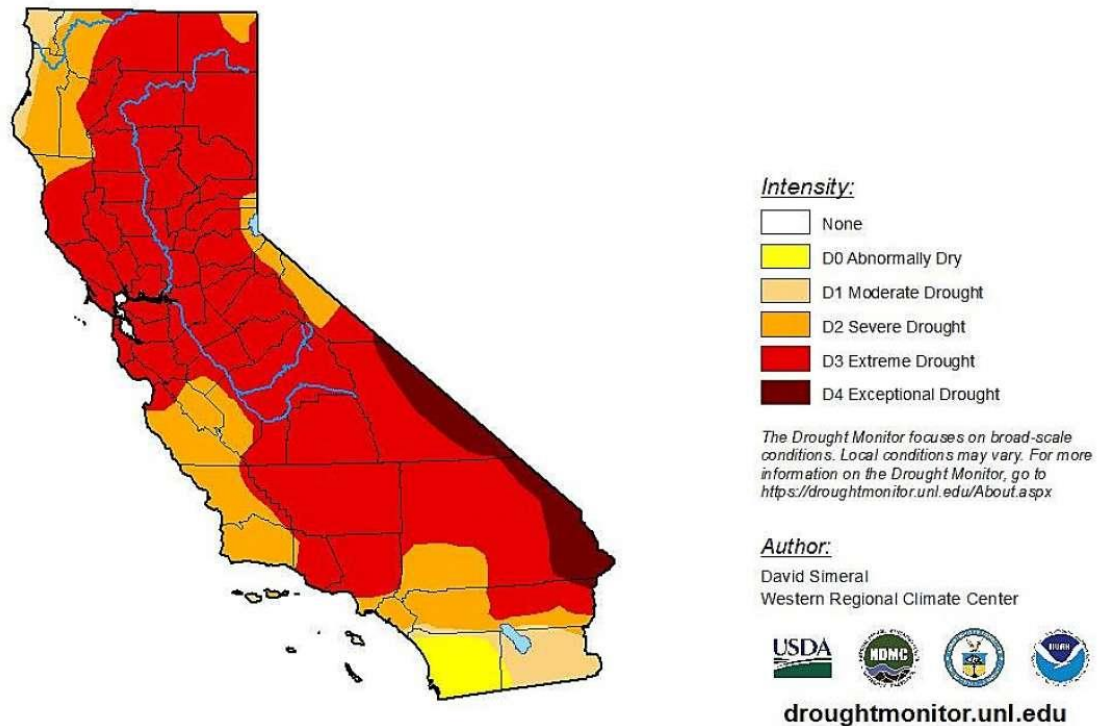 Intensity:
None
D0 Abnormally Dry
D1 Moderate Drought
D2 Severe Drought
D3 Extreme Drought
D4 Exceptional Drought
The Drought Monitor focuses on broad-scale
conditions. Local conditions may vary. For more
information on the Drought Monitor, go to
https://droughtmonitor.unl.edu/About.aspx
Author:
David Simeral
Western Regional Climate Center
USDA
NDMC
droughtmonitor.unl.edu